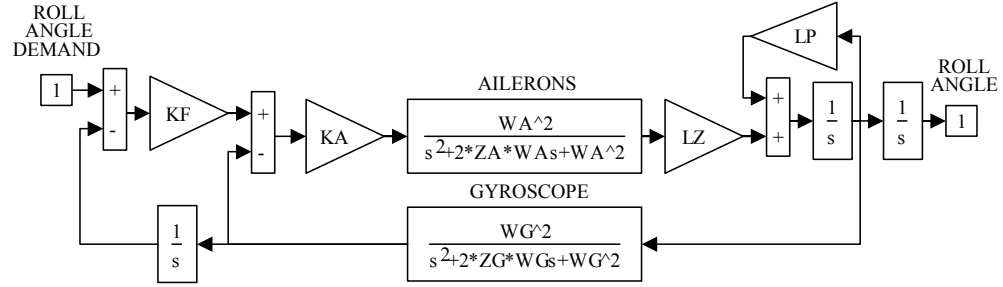 ROLL
ANGLE
DEMAND
1
+
-
KF
+
-
KA
AILERONS
WA^2
s^2+2*ZA*WAs+WA^2
LZ
LP
+
+
1
s
1
s
ROLL
ANGLE
1
GYROSCOPE
WG^2
s^2+2*ZG*WGs+WG^2
1
s